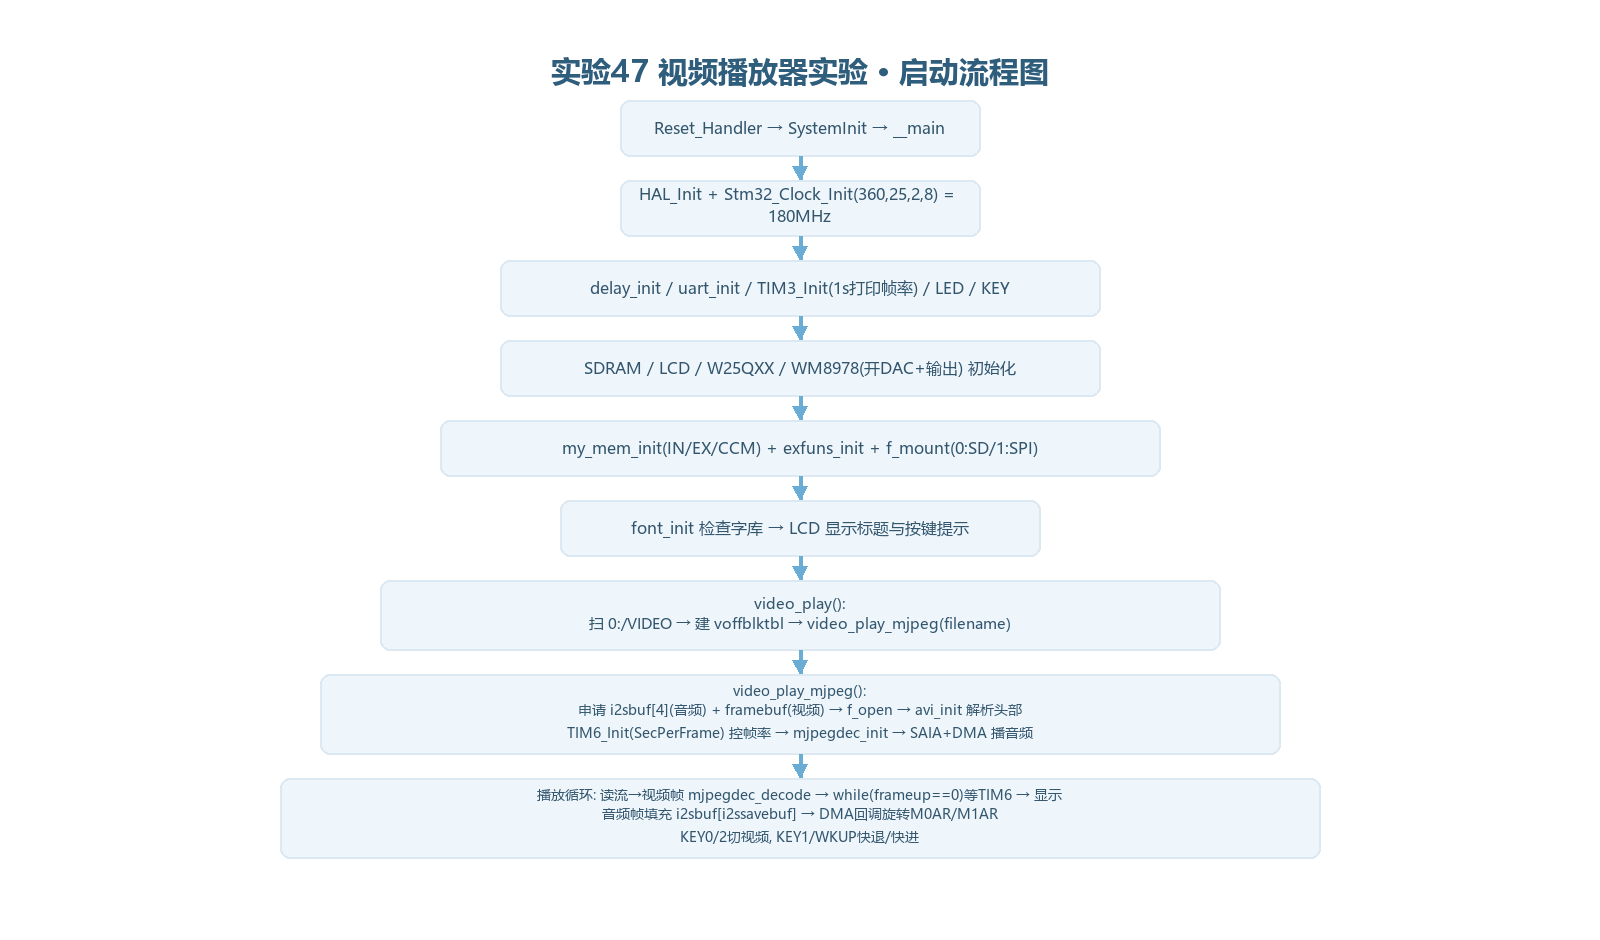 实验47 视频播放器实验 • 启动流程图
Reset_Handler → SystemInit → __main
HAL_Init + Stm32_Clock_Init(360,25,2,8) =
180MHz
delay_init / uart_init / TIM3_Init(1s打印帧率) / LED / KEY
SDRAM / LCD / W25QXX / WM8978(开DAC+输出) 初始化
my_mem_init(IN/EX/CCM) + exfuns_init + f_mount(0:SD/1:SPI)
font_init 检查字库 → LCD 显示标题与按键提示
video_play():
扫 0:/VIDEO → 建 voffblktbl → video_play_mjpeg(filename)
video_play_mjpeg():
申请 i2sbuf[4](音频) + framebuf(视频) → f_open → avi_init 解析头部
TIM6_Init(SecPerFrame) 控帧率 → mjpegdec_init → SAIA+DMA 播音频
播放循环: 读流→视频帧 mjpegdec_decode → while(frameup==0)等TIM6 → 显示
音频帧填充 i2sbuf[i2ssavebuf] → DMA回调旋转M0AR/M1AR
KEY0/2切视频, KEY1/WKUP快退/快进